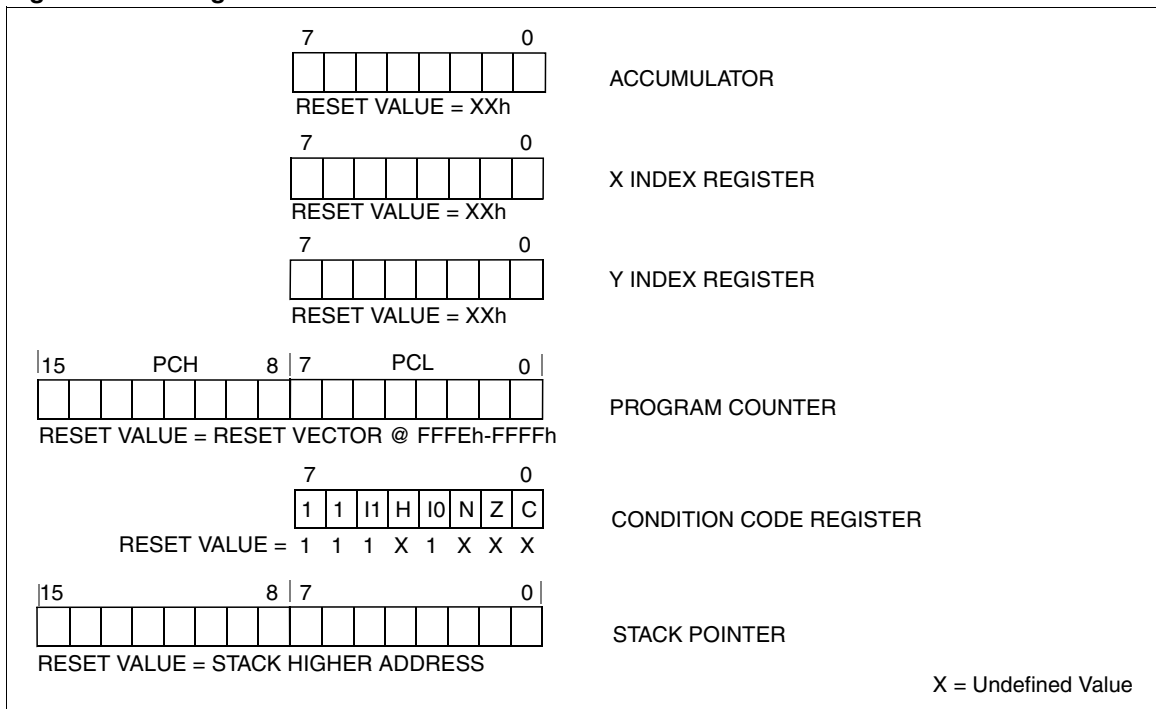 7 0
ACCUMULATOR
RESET VALUE = XXh
7 0
X INDEX REGISTER
RESET VALUE = XXh
7 0
Y INDEX REGISTER
RESET VALUE = XXh
15 PCH 8 7 PCL 0
PROGRAM COUNTER
RESET VALUE = RESET VECTOR @ FFFEh-FFFFh
7 0
1 1 I1 H I0 N Z C
CONDITION CODE REGISTER
RESET VALUE = 1 1 1 X 1 X X X
15 8 7 0
STACK POINTER
RESET VALUE = STACK HIGHER ADDRESS
X = Undefined Value